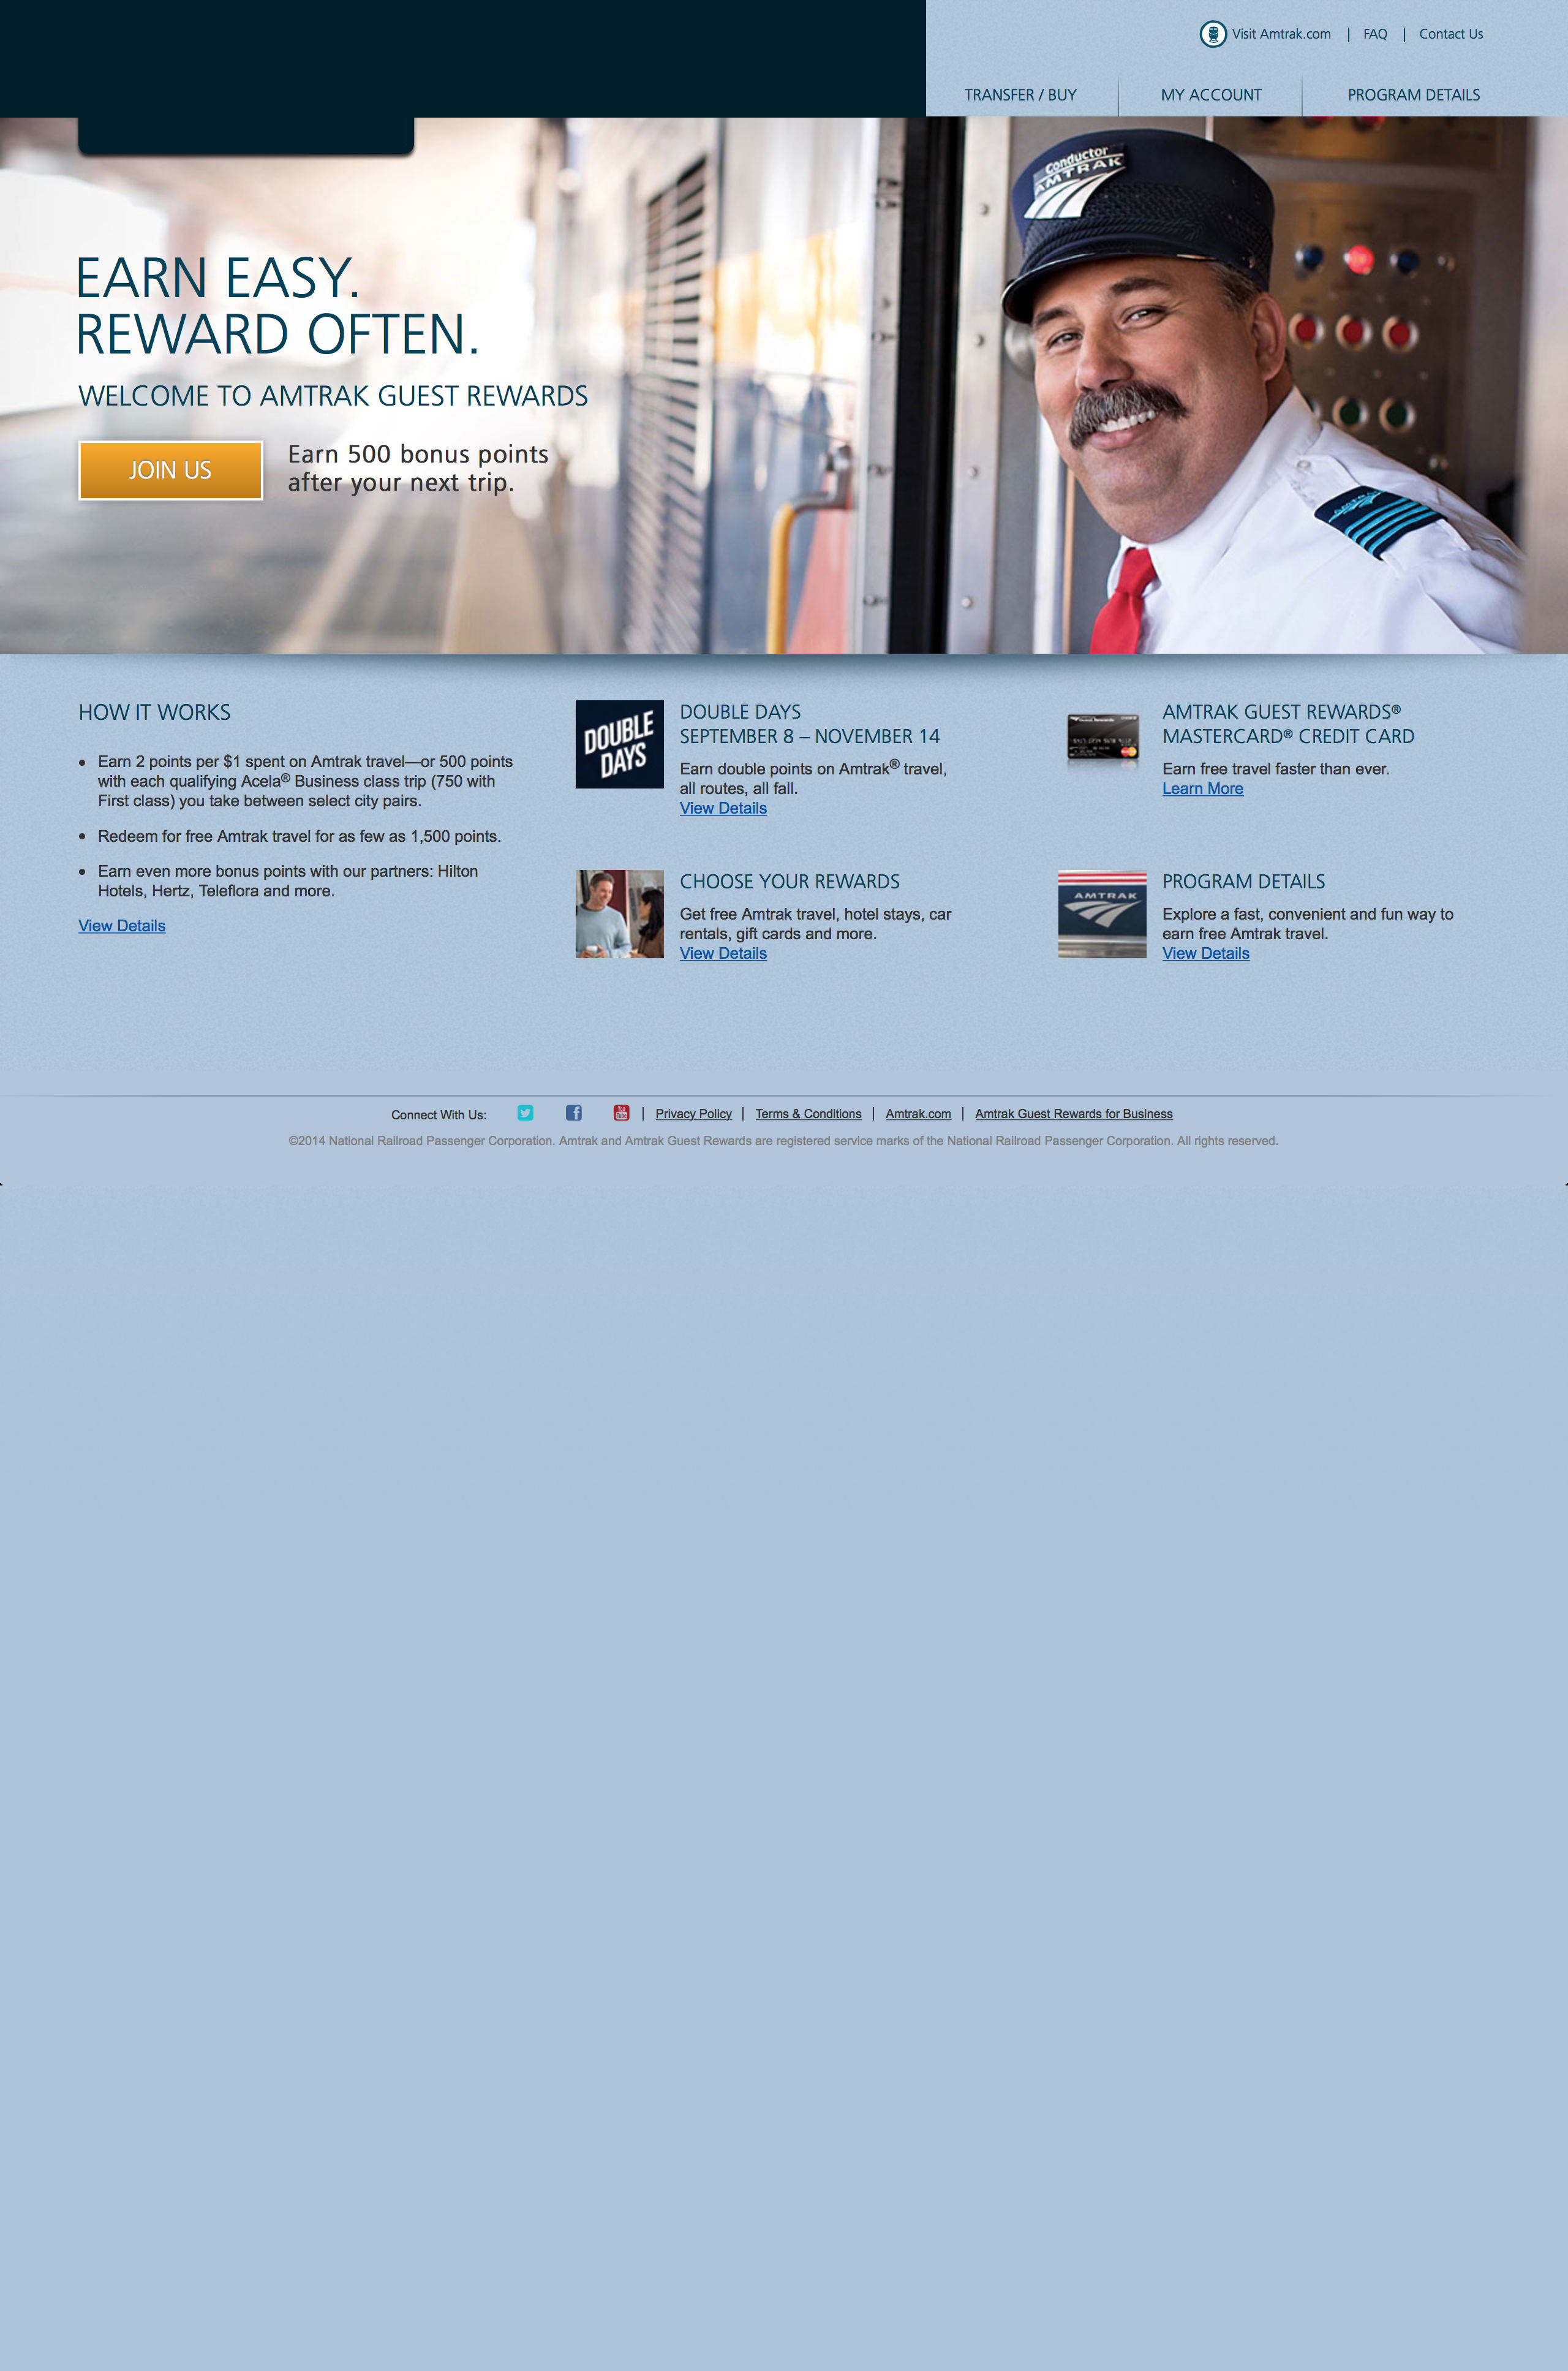 Visit Amtrak.com | FAQ | Contact Us
TRANSFER / BUY
MY ACCOUNT
PROGRAM DETAILS
Conductor
AMTRAK
EARN EASY.
REWARD OFTEN.
WELCOME TO AMTRAK GUEST REWARDS
JOIN US
Earn 500 bonus points
after your next trip.
HOW IT WORKS
• Earn 2 points per $1 spent on Amtrak travel—or 500 points
with each qualifying Acela® Business class trip (750 with
First class) you take between select city pairs.
• Redeem for free Amtrak travel for as few as 1,500 points.
• Earn even more bonus points with our partners: Hilton
Hotels, Hertz, Teleflora and more.
View Details
DOUBLE
DAYS
DOUBLE DAYS
SEPTEMBER 8 – NOVEMBER 14
Earn double points on Amtrak® travel,
all routes, all fall.
View Details
AMTRAK GUEST REWARDS®
MASTERCARD® CREDIT CARD
Earn free travel faster than ever.
Learn More
CHOOSE YOUR REWARDS
Get free Amtrak travel, hotel stays, car
rentals, gift cards and more.
View Details
AMTRAK
PROGRAM DETAILS
Explore a fast, convenient and fun way to
earn free Amtrak travel.
View Details
Connect With Us: | Privacy Policy | Terms & Conditions | Amtrak.com | Amtrak Guest Rewards for Business
©2014 National Railroad Passenger Corporation. Amtrak and Amtrak Guest Rewards are registered service marks of the National Railroad Passenger Corporation. All rights reserved.